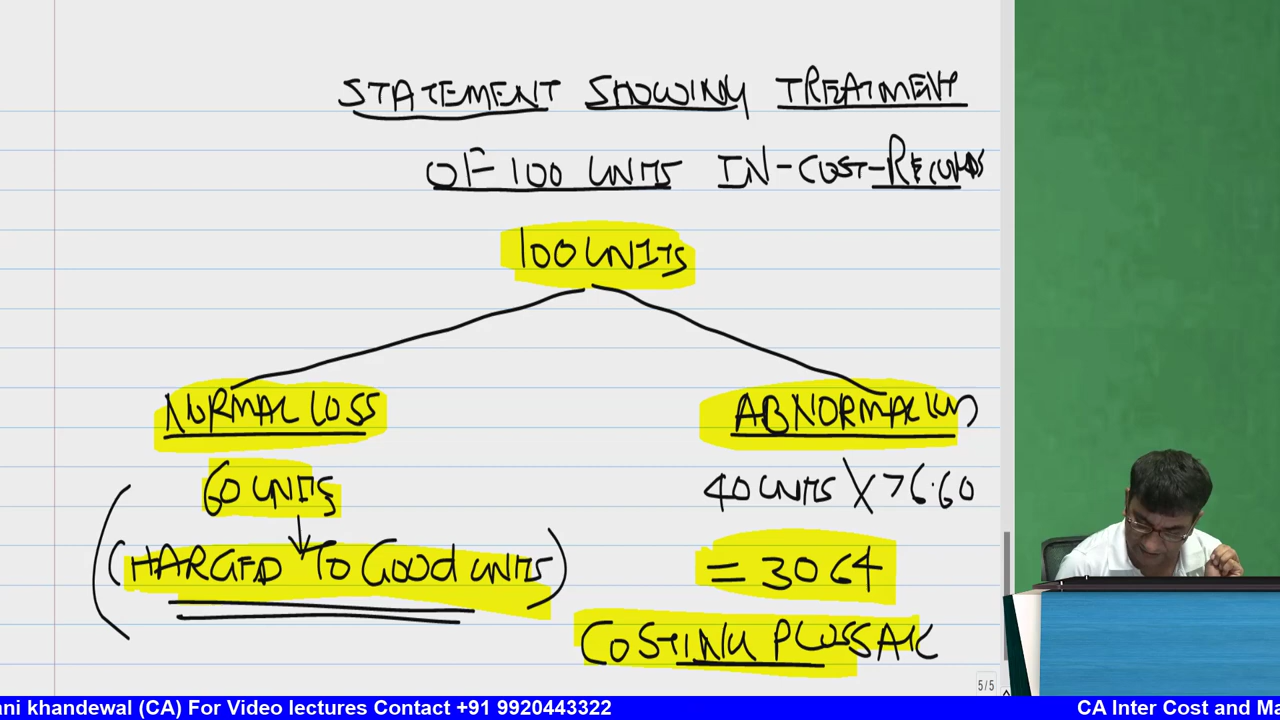 STATEMENT SHOWING TREATMENT
OF 100 UNITS IN-COST-RECORDS
100 UNITS
NORMAL LOSS
ABNORMAL LOSS
60 UNITS
40 UNITS X 76.60
(CHARGED TO GOOD UNITS)
= 3064
COSTING P LOSS A/C
5/5
ani khandewal (CA) For Video lectures Contact +91 9920443322
CA Inter Cost and Ma